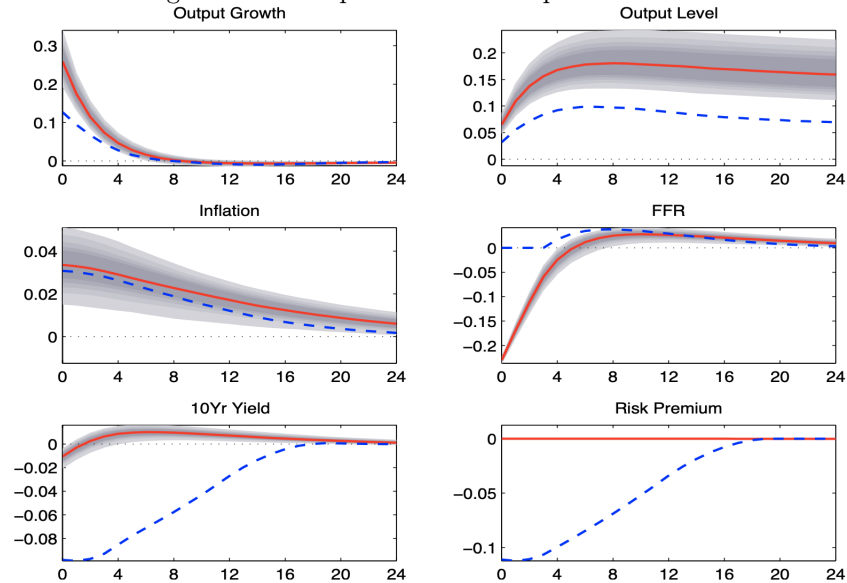 Output Growth
0.3
0.2
0.1
0
0 4 8 12 16 20 24
Output Level
0.2
0.15
0.1
0.05
0
0 4 8 12 16 20 24
Inflation
0.04
0.02
0
0 4 8 12 16 20 24
FFR
0
−0.05
−0.1
−0.15
−0.2
0 4 8 12 16 20 24
10Yr Yield
0
−0.02
−0.04
−0.06
−0.08
0 4 8 12 16 20 24
Risk Premium
0
−0.05
−0.1
0 4 8 12 16 20 24